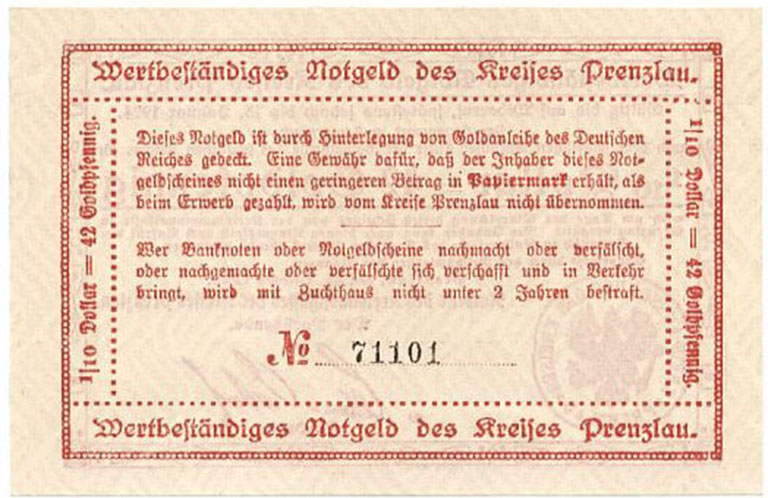 Wertbeständiges Notgeld des Kreises Prenzlau.
1/10 Dollar = 42 Goldpfennig.
Dieses Notgeld ist durch Hinterlegung von Goldanleihe des Deutschen
Reiches gedeckt. Eine Gewähr dafür, daß der Inhaber dieses Not-
geldscheines nicht einen geringeren Betrag in Papiermark erhält, als
beim Erwerb gezahlt, wird vom Kreise Prenzlau nicht übernommen.
Wer Banknoten oder Notgeldscheine nachmacht oder verfälscht,
oder nachgemachte oder verfälschte sich verschafft und in Verkehr
bringt, wird mit Zuchthaus nicht unter 2 Jahren bestraft.
No 71101
1/10 Dollar = 42 Goldpfennig.
Wertbeständiges Notgeld des Kreises Prenzlau.